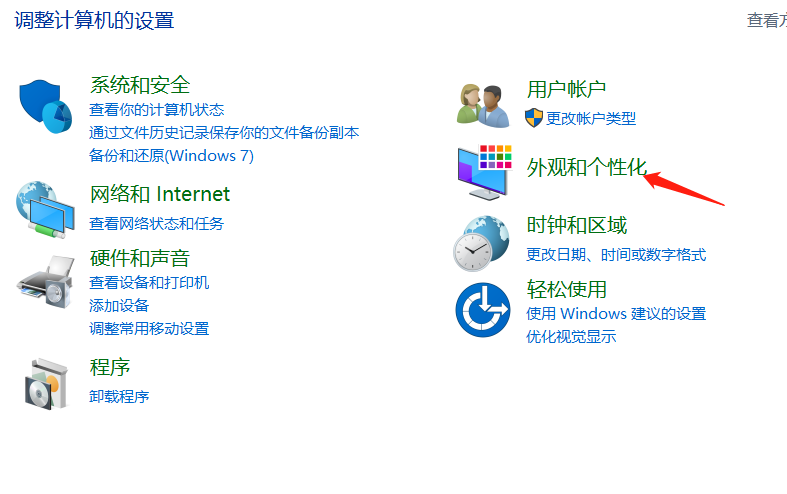 调整计算机的设置
查看方
系统和安全
查看你的计算机状态
通过文件历史记录保存你的文件备份副本
备份和还原(Windows 7)
网络和 Internet
查看网络状态和任务
硬件和声音
查看设备和打印机
添加设备
调整常用移动设置
程序
卸载程序
用户帐户
更改帐户类型
外观和个性化
时钟和区域
更改日期、时间或数字格式
轻松使用
使用 Windows 建议的设置
优化视觉显示